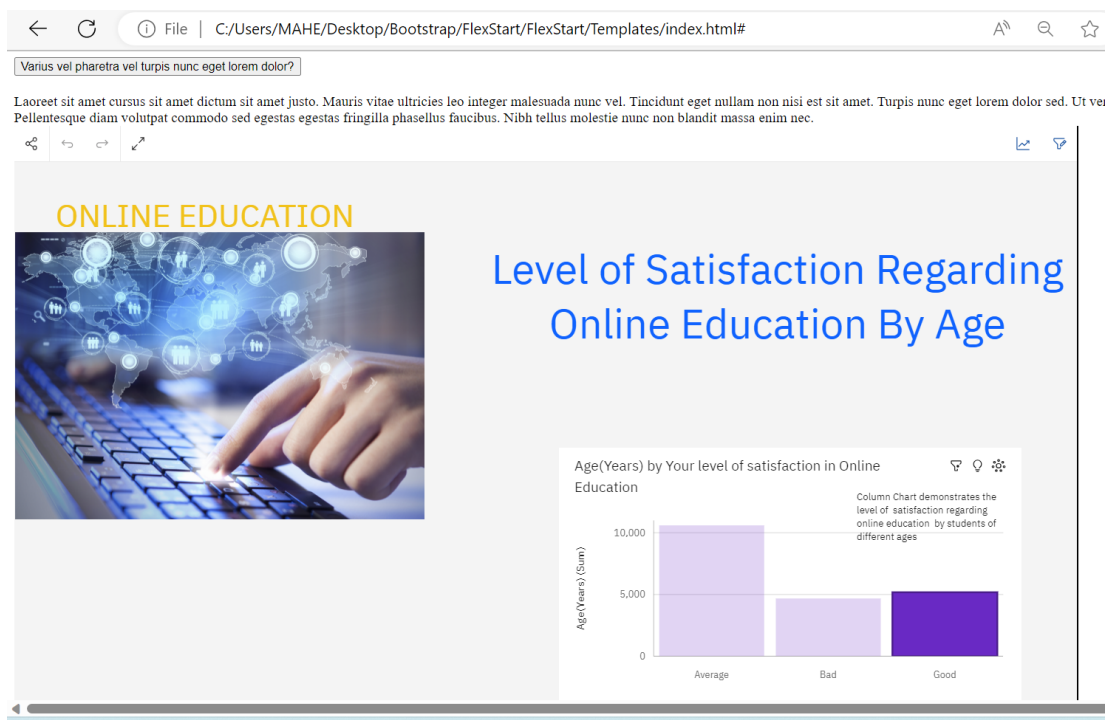 File | C:/Users/MAHE/Desktop/Bootstrap/FlexStart/FlexStart/Templates/index.html#
Varius vel pharetra vel turpis nunc eget lorem dolor?
Laoreet sit amet cursus sit amet dictum sit amet justo. Mauris vitae ultricies leo integer malesuada nunc vel. Tincidunt eget nullam non nisi est sit amet. Turpis nunc eget lorem dolor sed. Ut
Pellentesque diam volutpat commodo sed egestas egestas fringilla phasellus faucibus. Nibh tellus molestie nunc non blandit massa enim nec.
ONLINE EDUCATION
Level of Satisfaction Regarding
Online Education By Age
Age(Years) by Your level of satisfaction in Online
Education
Column Chart demonstrates the
level of satisfaction regarding
online education by students of
different ages
Age(Years) (Sum)
10,000
5,000
0
Average
Bad
Good